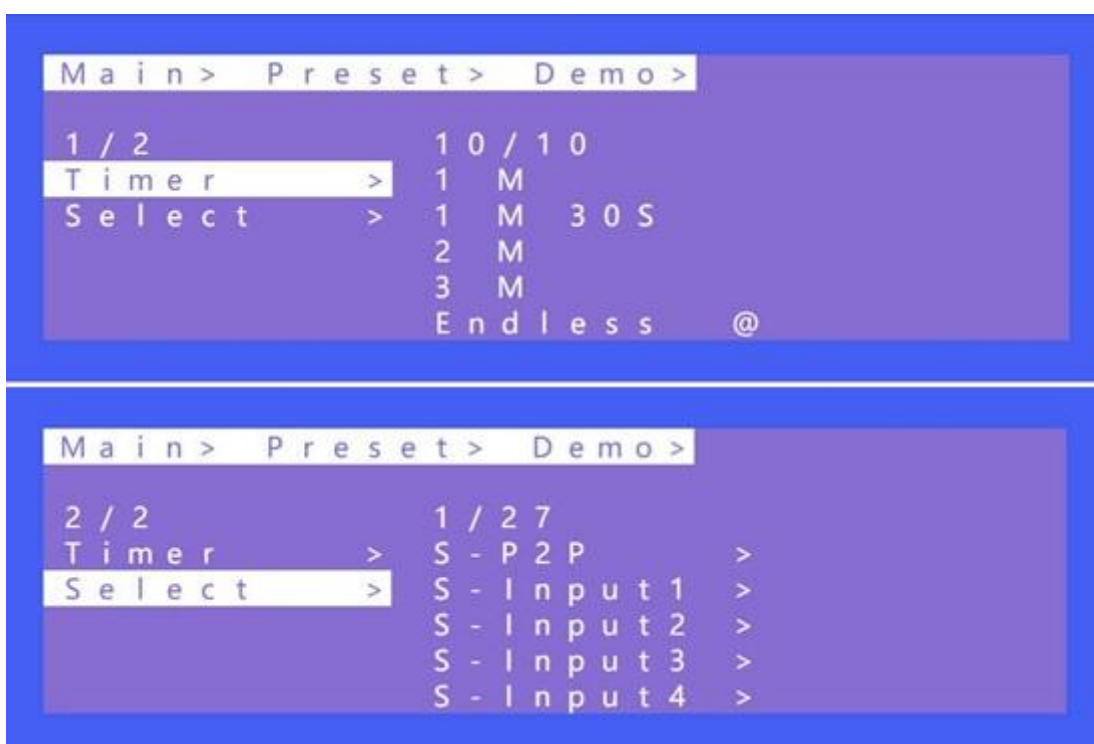 Main> Preset> Demo>
1/2 10/10
Timer > 1 M
Select > 1 M 30S
2 M
3 M
Endless @
Main> Preset> Demo>
2/2 1/27
Timer > S-P2P >
Select > S-Input1 >
S-Input2 >
S-Input3 >
S-Input4 >